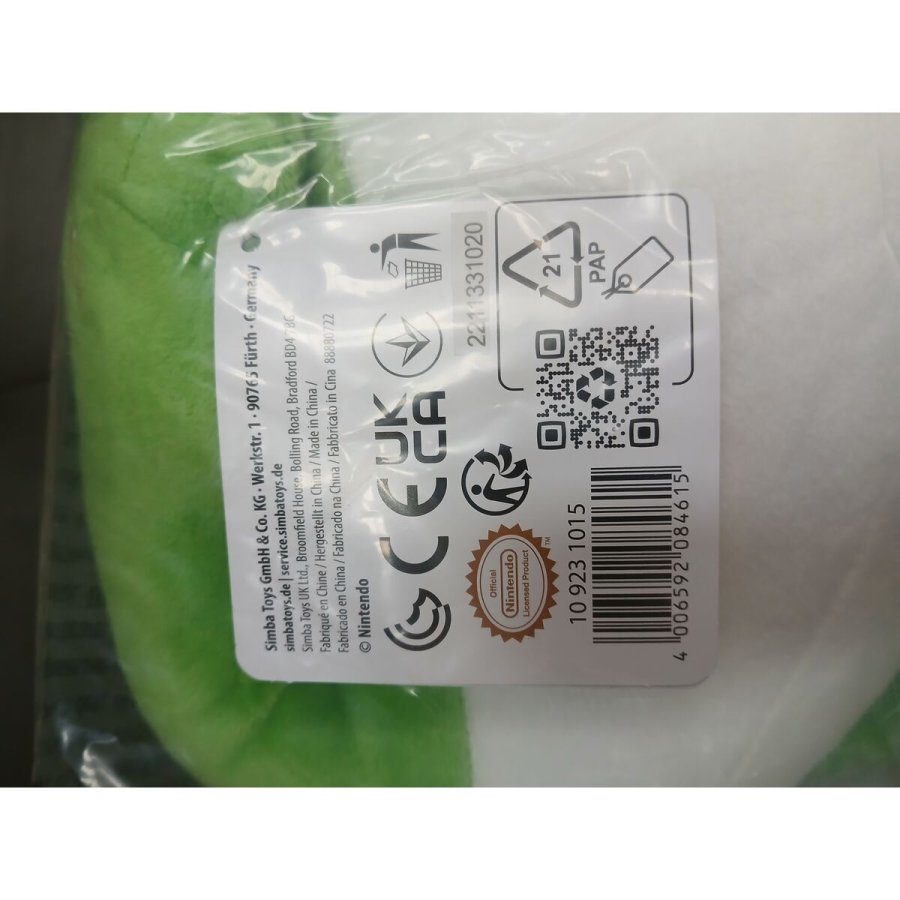 Simba Toys GmbH & Co. KG · Werkstr. 1 · 90765 Fürth · Germany
simbatoys.de | service.simbatoys.de
Simba Toys UK Ltd., Broomfield House, Bolling Road, Bradford BD4 7BG
Fabriqué en Chine / Hergestellt in China / Made in China /
Fabricado en China / Fabricado na China / Fabbricato in Cina 88880722
© Nintendo
CE UK
CA
2211331020
21
PAP
Official
Nintendo
Licensed Product
TM
10 923 1015
4 006592 084615